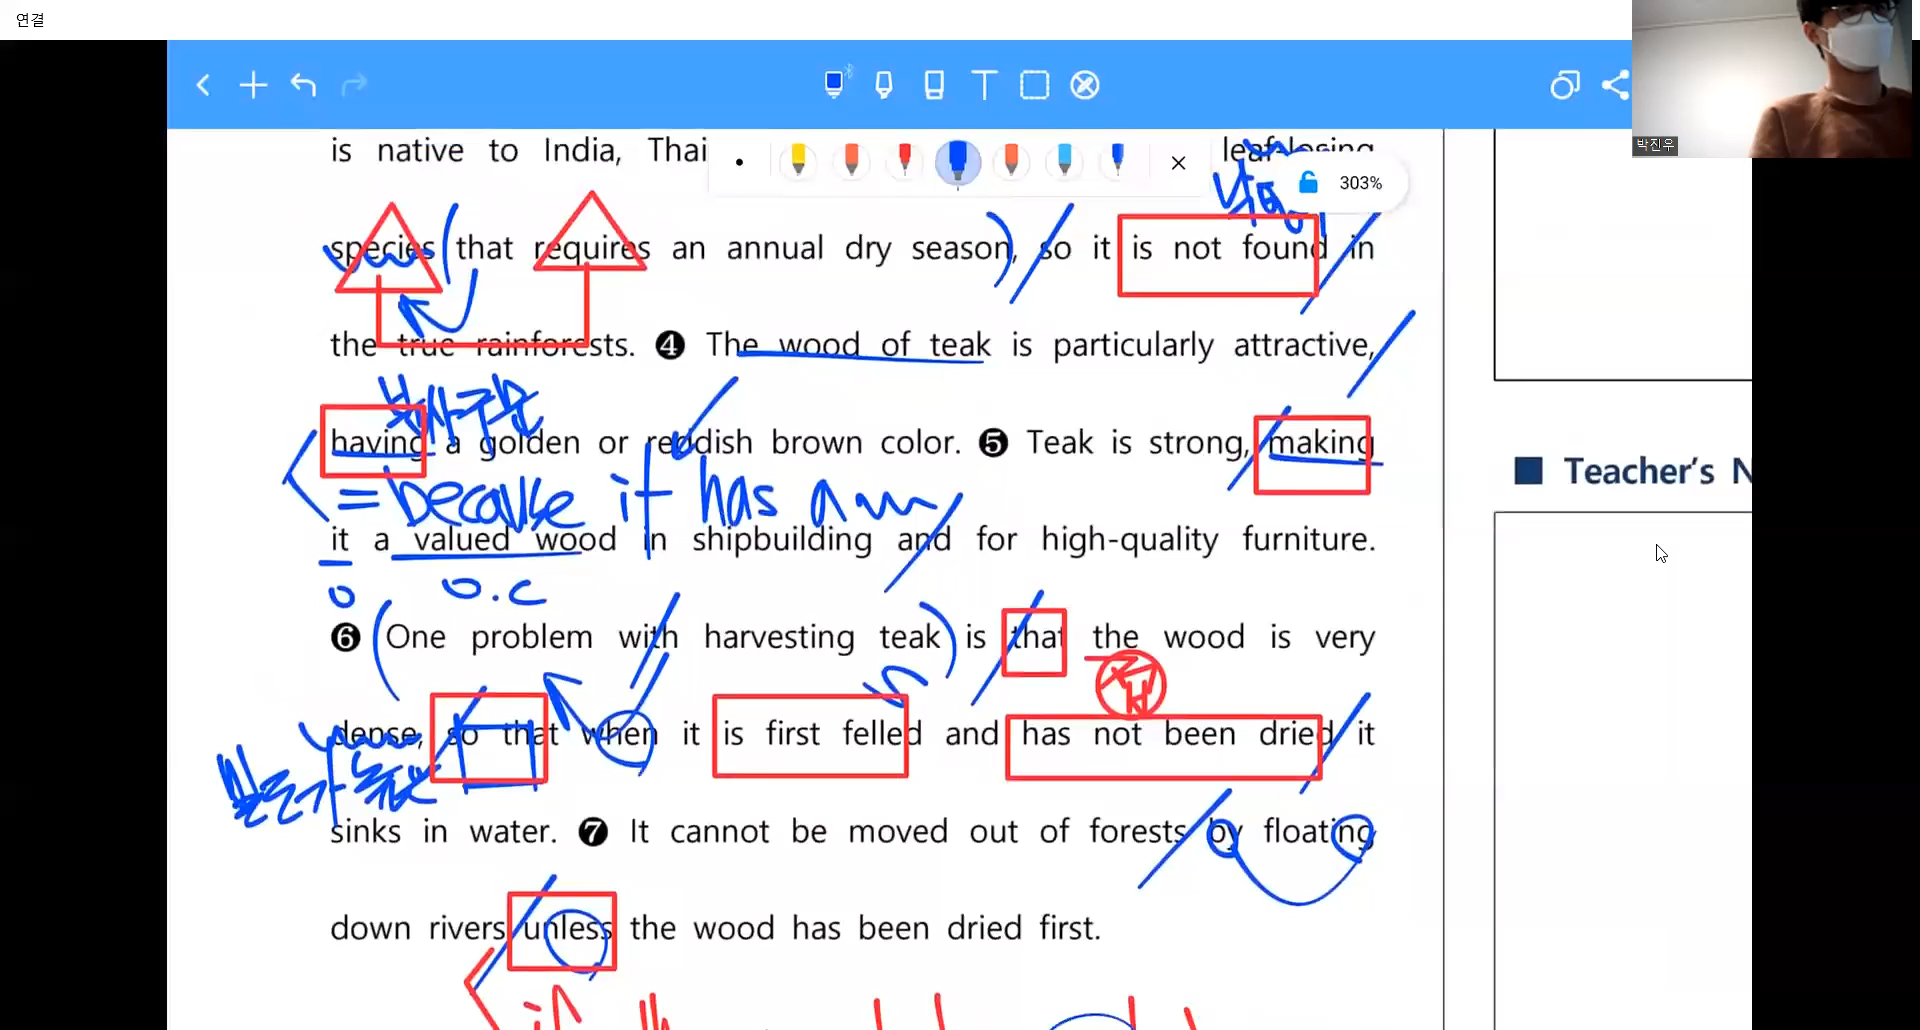 연결
박진우
303%
is native to India, Thai leaf-losing
species that requires an annual dry season, so it is not found in
the true rainforests. ❹ The wood of teak is particularly attractive,
분사구문
having a golden or reddish brown color. ❺ Teak is strong, making
= because it has a
it a valued wood in shipbuilding and for high-quality furniture.
O O.C
❻ One problem with harvesting teak is that the wood is very
dense, so that when it is first felled and has not been dried it
sinks in water. ❼ It cannot be moved out of forests by floating
down rivers unless the wood has been dried first.
Teacher's N